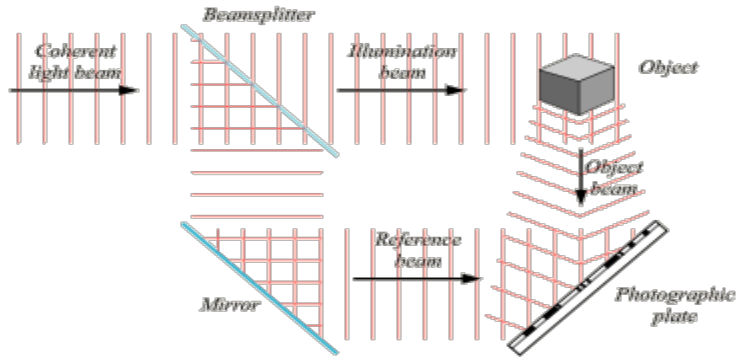 Beamsplitter
Coherent
light beam
Illumination
beam
Object
Object
beam
Reference
beam
Mirror
Photographic
plate